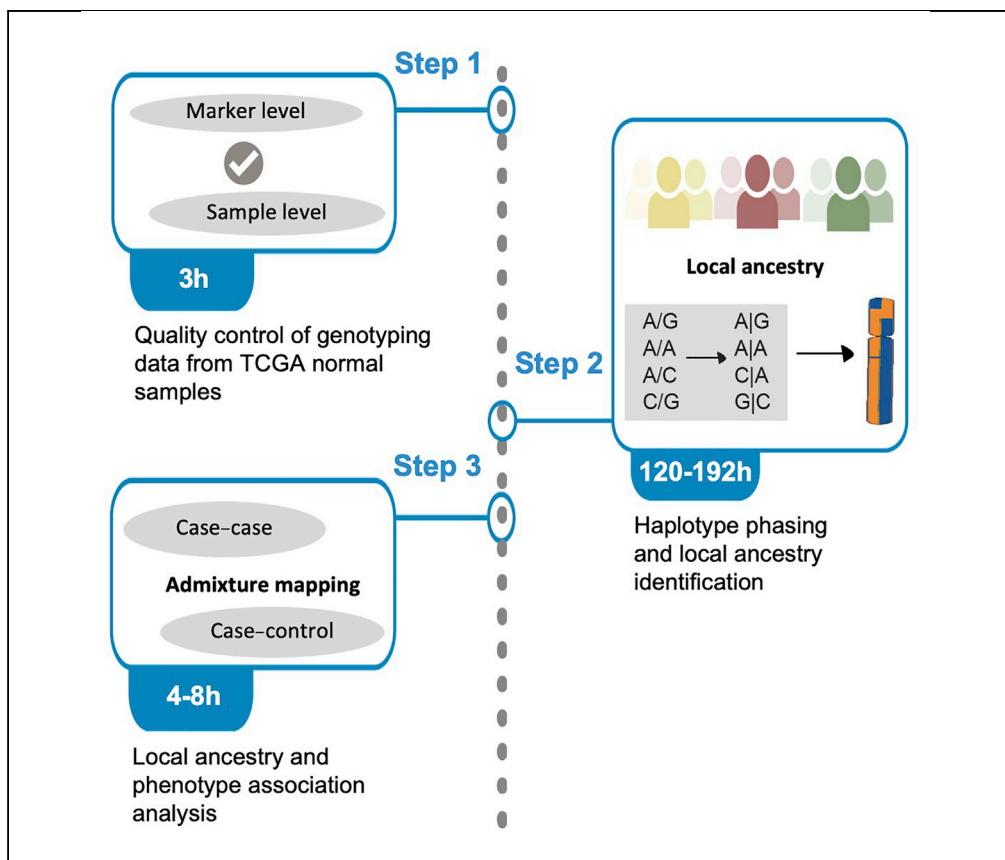 Step 1
Marker level
Sample level
3h
Quality control of genotyping
data from TCGA normal
samples
Step 2
Local ancestry
A/G A|G
A/A A|A
A/C C|A
C/G G|C
120-192h
Haplotype phasing
and local ancestry
identification
Step 3
Case–case
Admixture mapping
Case–control
4-8h
Local ancestry and
phenotype association
analysis